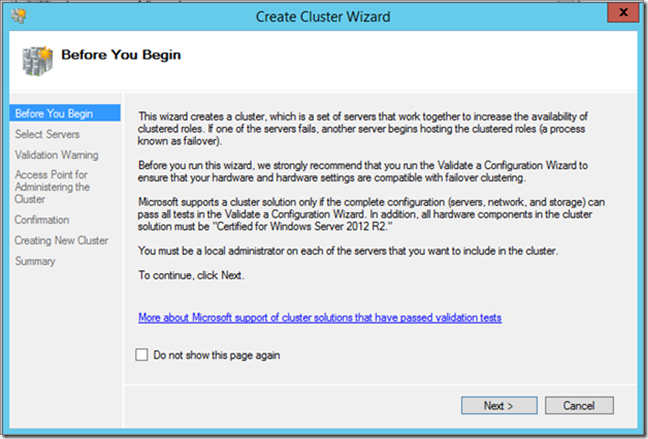 Create Cluster Wizard
Before You Begin
Before You Begin
Select Servers
Validation Warning
Access Point for
Administering the
Cluster
Confirmation
Creating New Cluster
Summary
This wizard creates a cluster, which is a set of servers that work together to increase the availability of
clustered roles. If one of the servers fails, another server begins hosting the clustered roles (a process
known as failover).
Before you run this wizard, we strongly recommend that you run the Validate a Configuration Wizard to
ensure that your hardware and hardware settings are compatible with failover clustering.
Microsoft supports a cluster solution only if the complete configuration (servers, network, and storage) can
pass all tests in the Validate a Configuration Wizard. In addition, all hardware components in the cluster
solution must be "Certified for Windows Server 2012 R2."
You must be a local administrator on each of the servers that you want to include in the cluster.
To continue, click Next.
More about Microsoft support of cluster solutions that have passed validation tests
Do not show this page again
Next >
Cancel